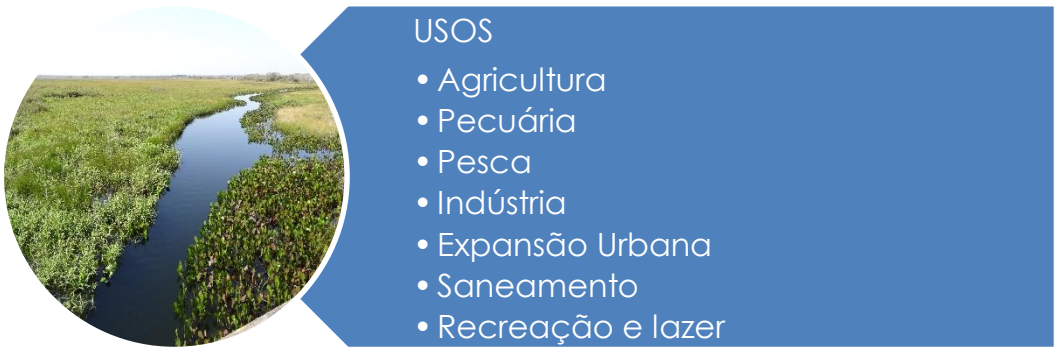 USOS
• Agricultura
• Pecuária
• Pesca
• Indústria
• Expansão Urbana
• Saneamento
• Recreação e lazer